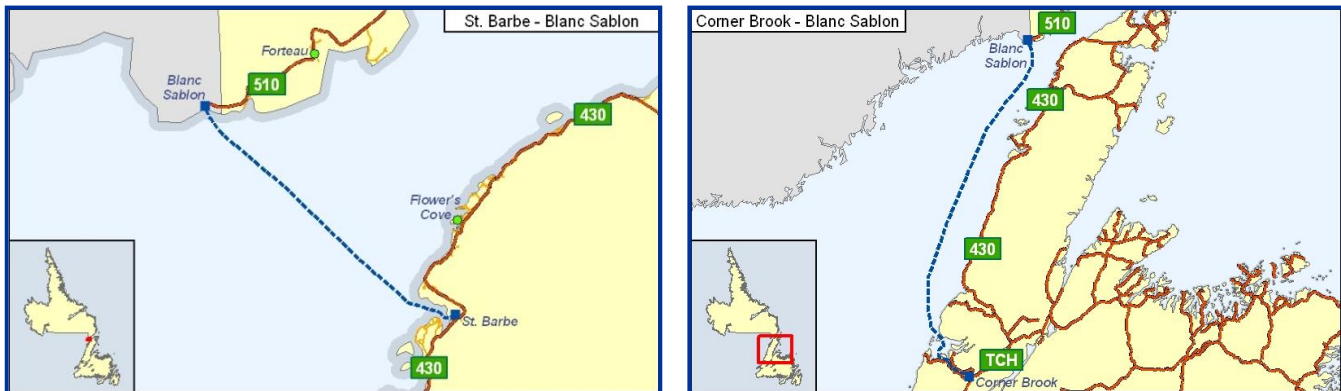 St. Barbe - Blanc Sablon
Forteau
510
Blanc
Sablon
430
Flower's
Cove
St. Barbe
430
Corner Brook - Blanc Sablon
510
Blanc
Sablon
430
430
TCH
Corner Brook